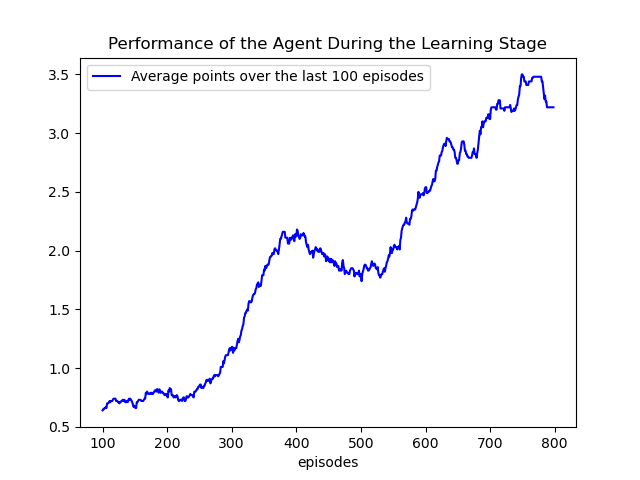 Performance of the Agent During the Learning Stage
Average points over the last 100 episodes
3.5
3.0
2.5
2.0
1.5
1.0
0.5
100 200 300 400 500 600 700 800
episodes